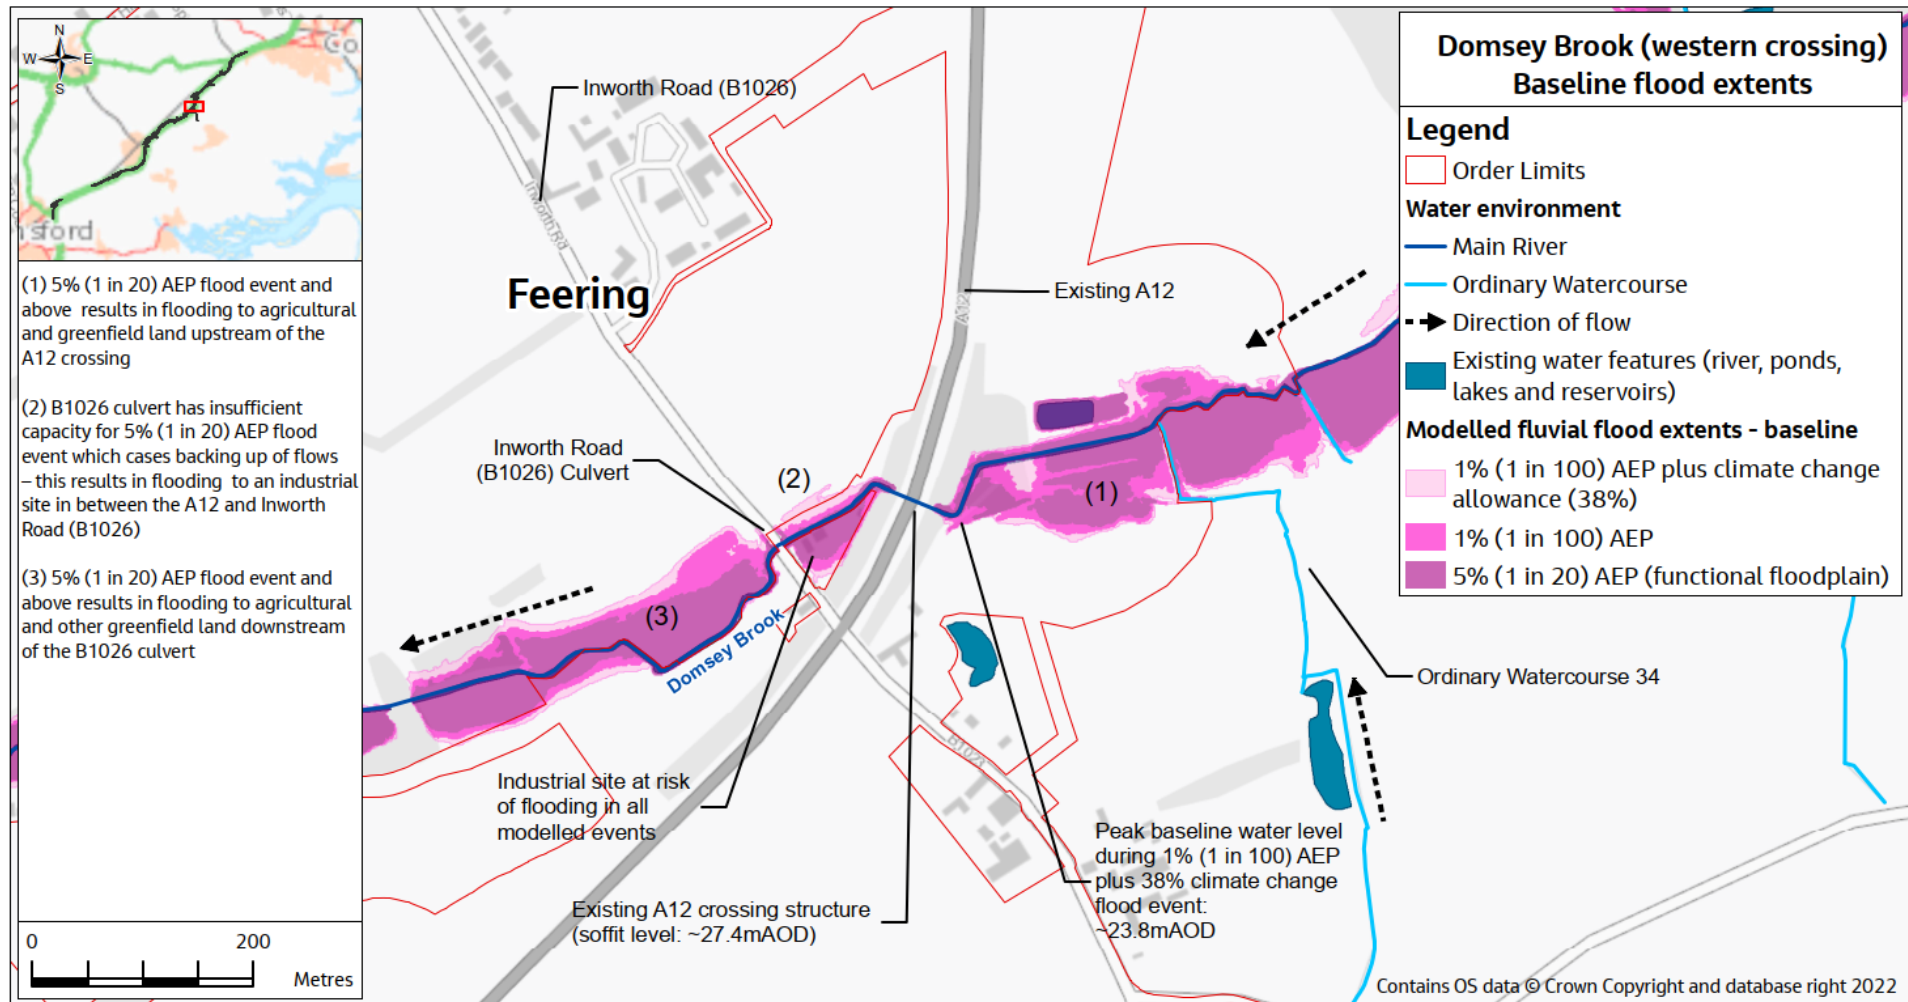 N
W E
S
Co
nsford
(1) 5% (1 in 20) AEP flood event and
above results in flooding to agricultural
and greenfield land upstream of the
A12 crossing
(2) B1026 culvert has insufficient
capacity for 5% (1 in 20) AEP flood
event which cases backing up of flows
– this results in flooding to an industrial
site in between the A12 and Inworth
Road (B1026)
(3) 5% (1 in 20) AEP flood event and
above results in flooding to agricultural
and other greenfield land downstream
of the B1026 culvert
0 200
Metres
Inworth Road (B1026)
Inworth Rd
Feering
Existing A12
A12
Inworth Road
(B1026) Culvert
(2)
(1)
(3)
Domsey Brook
B1023
Industrial site at risk
of flooding in all
modelled events
Existing A12 crossing structure
(soffit level: ~27.4mAOD)
Peak baseline water level
during 1% (1 in 100) AEP
plus 38% climate change
flood event:
~23.8mAOD
Ordinary Watercourse 34
Domsey Brook (western crossing)
Baseline flood extents
Legend
Order Limits
Water environment
Main River
Ordinary Watercourse
Direction of flow
Existing water features (river, ponds,
lakes and reservoirs)
Modelled fluvial flood extents - baseline
1% (1 in 100) AEP plus climate change
allowance (38%)
1% (1 in 100) AEP
5% (1 in 20) AEP (functional floodplain)
Contains OS data © Crown Copyright and database right 2022